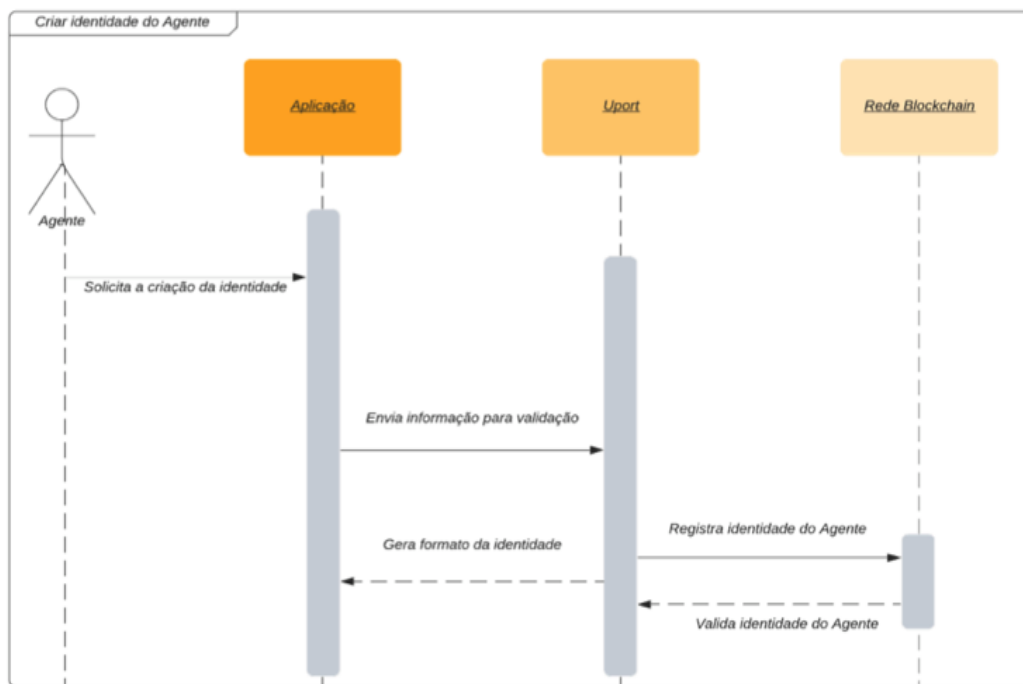 Criar identidade do Agente
Aplicação
Uport
Rede Blockchain
Agente
Solicita a criação da identidade
Envia informação para validação
Registra identidade do Agente
Gera formato da identidade
Valida identidade do Agente